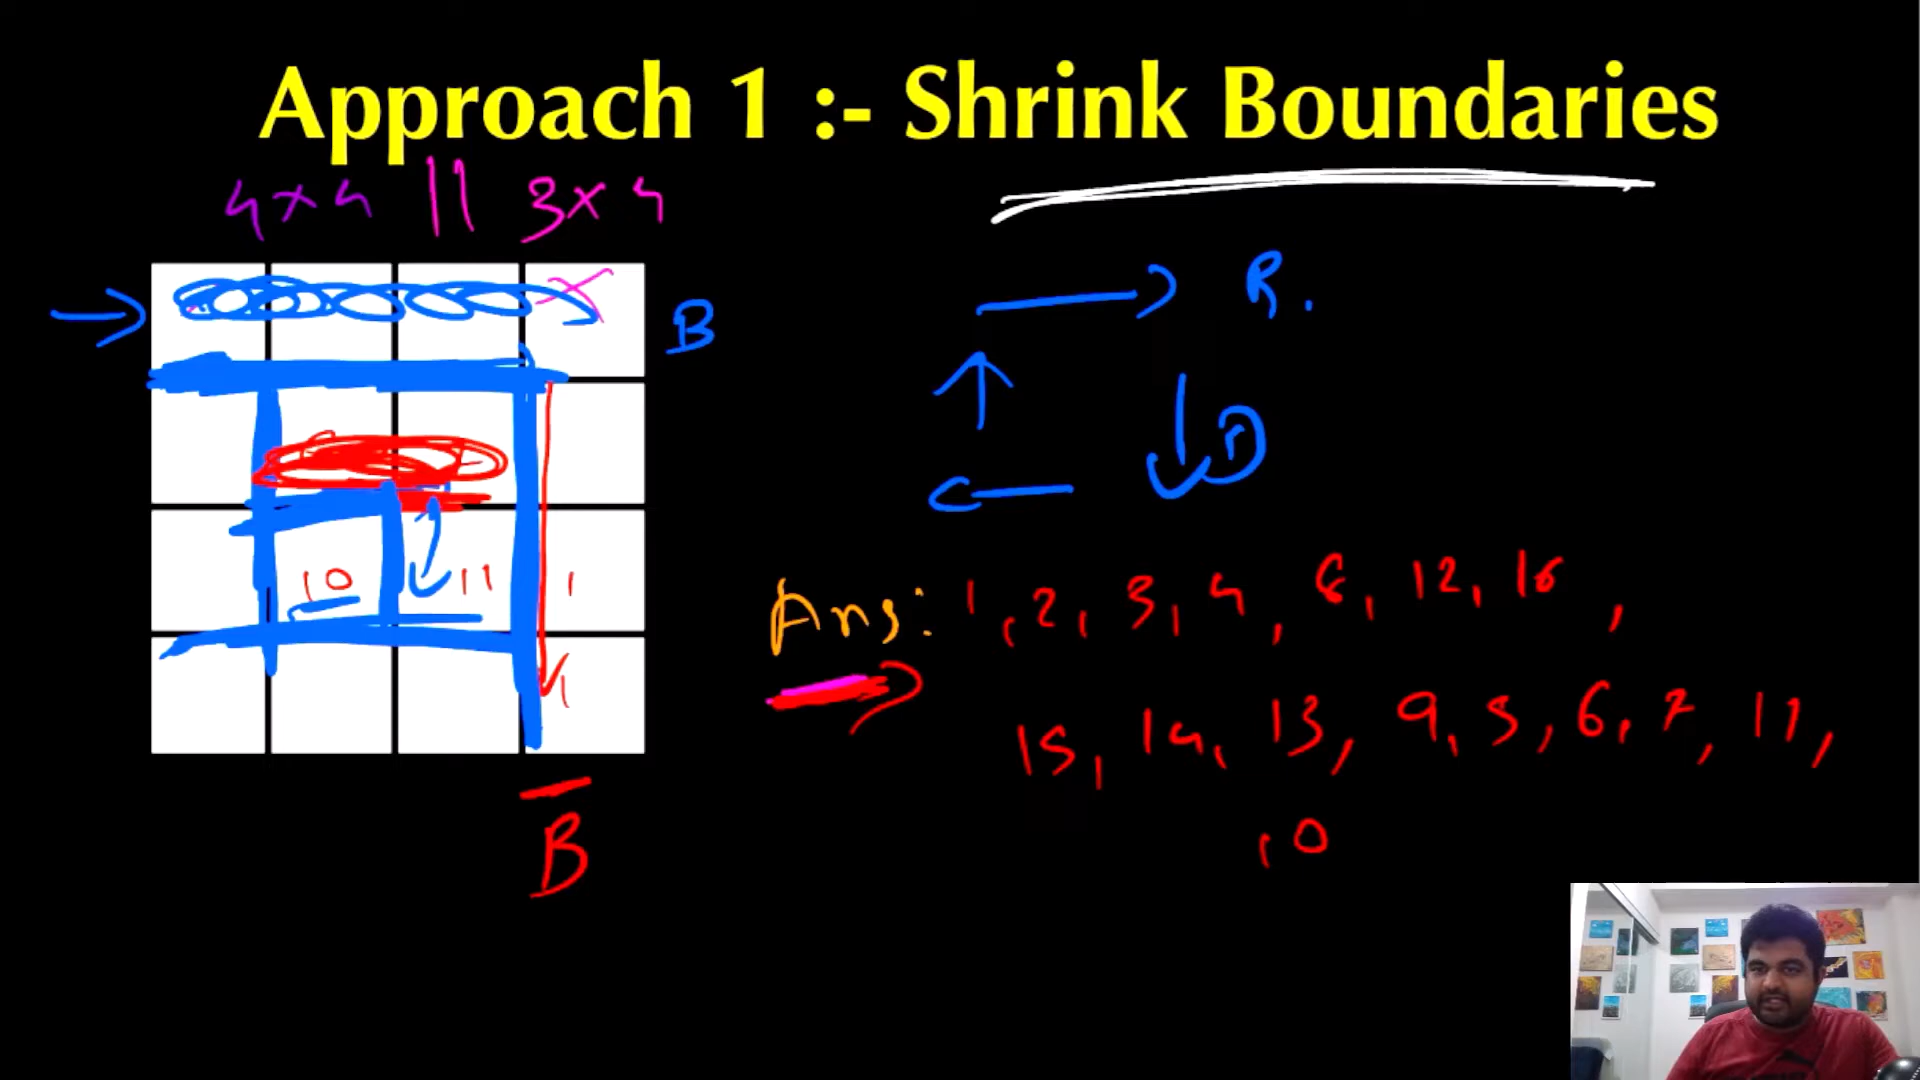 Approach 1 :- Shrink Boundaries
4 x 4 || 3 x 4
B
R.
D
10 11
Ans: 1, 2, 3, 4, 8, 12, 16,
15, 14, 13, 9, 5, 6, 7, 11,
10
B